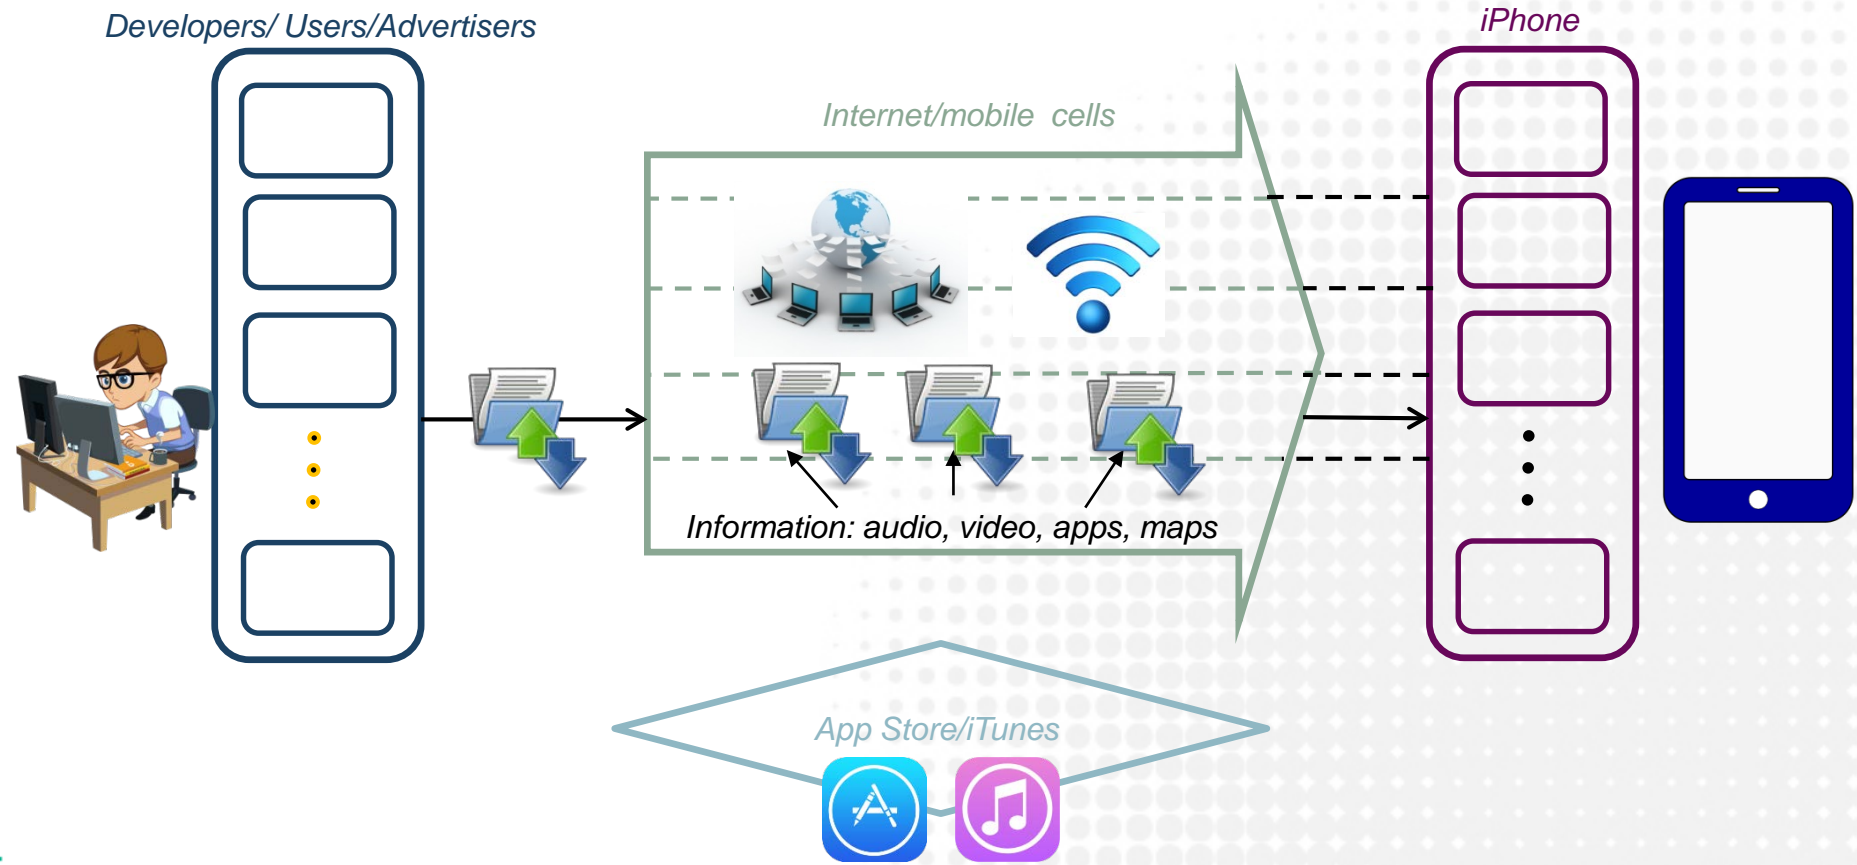 Developers/ Users/Advertisers
iPhone
Internet/mobile cells
Information: audio, video, apps, maps
App Store/iTunes